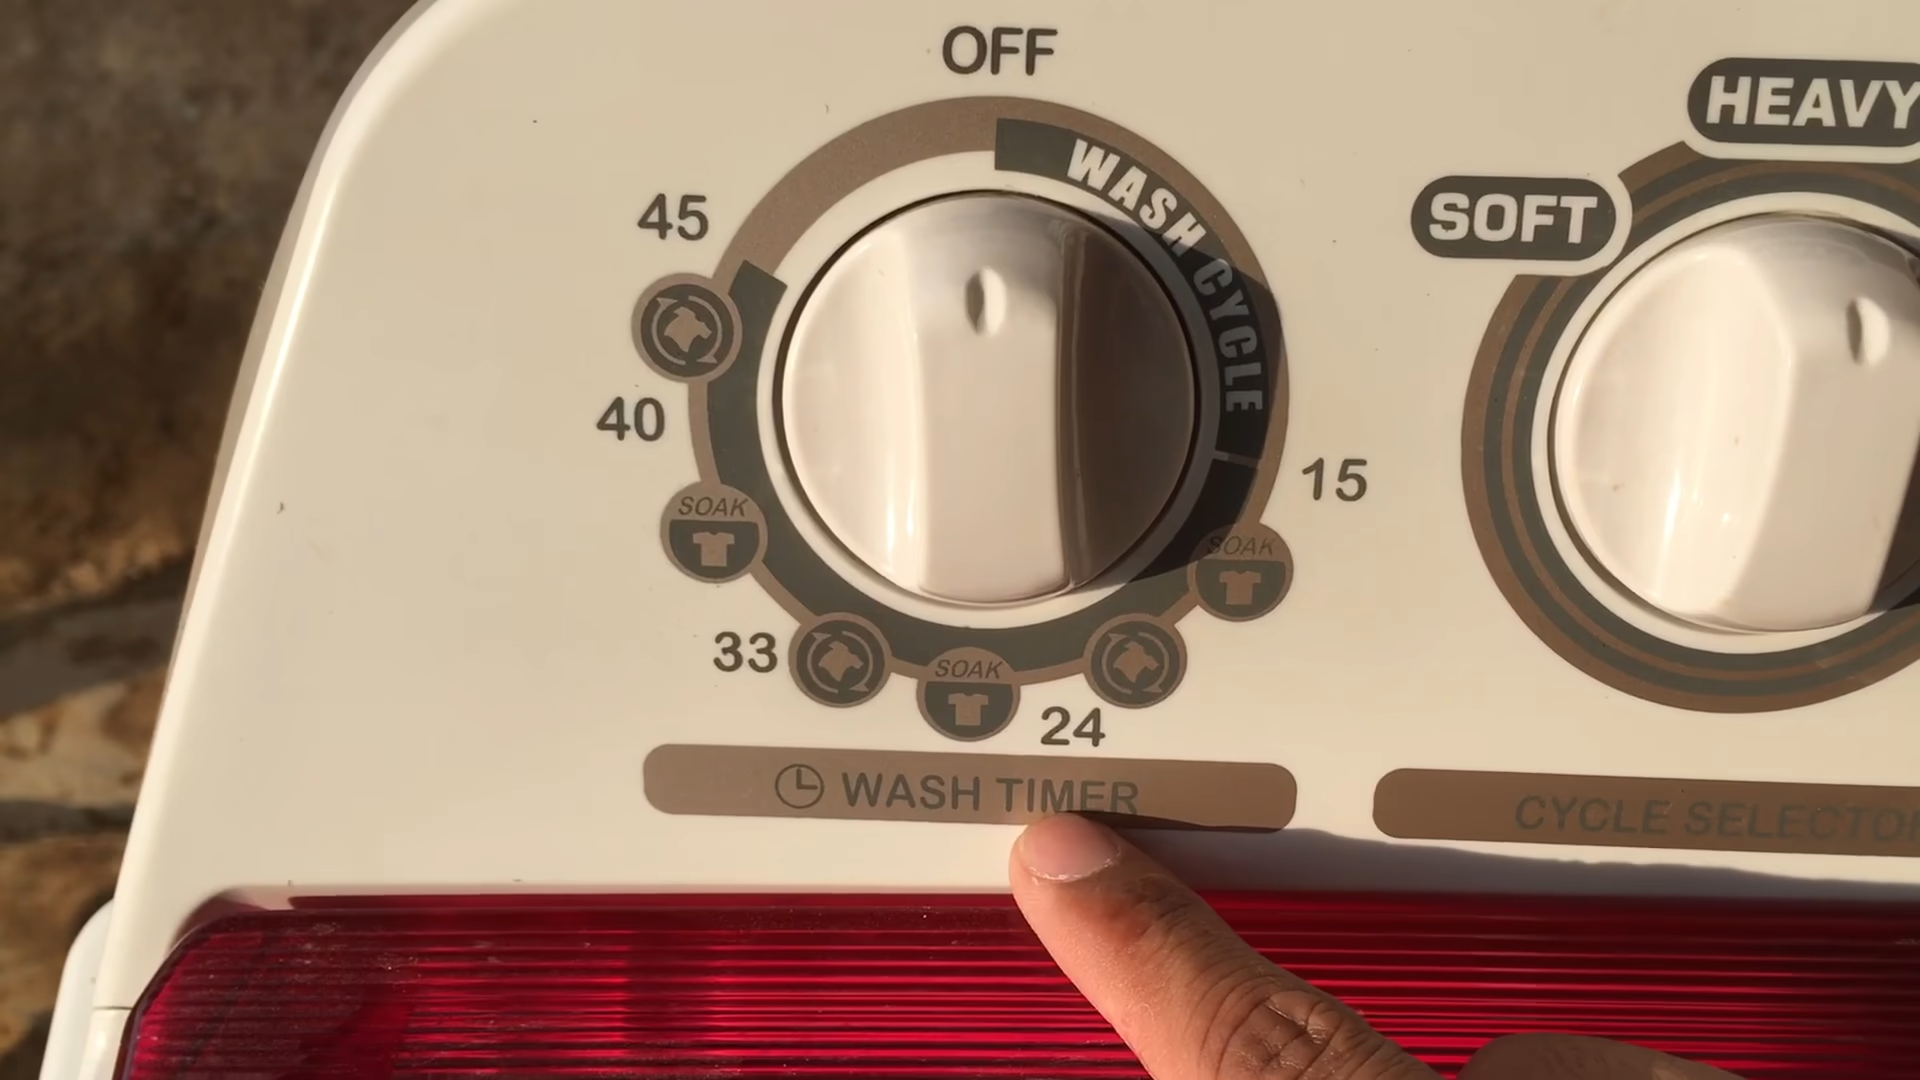 OFF
HEAVY
WASH CYCLE
45
SOFT
40
15
SOAK
SOAK
33
SOAK
24
WASH TIMER
CYCLE SELECTOR